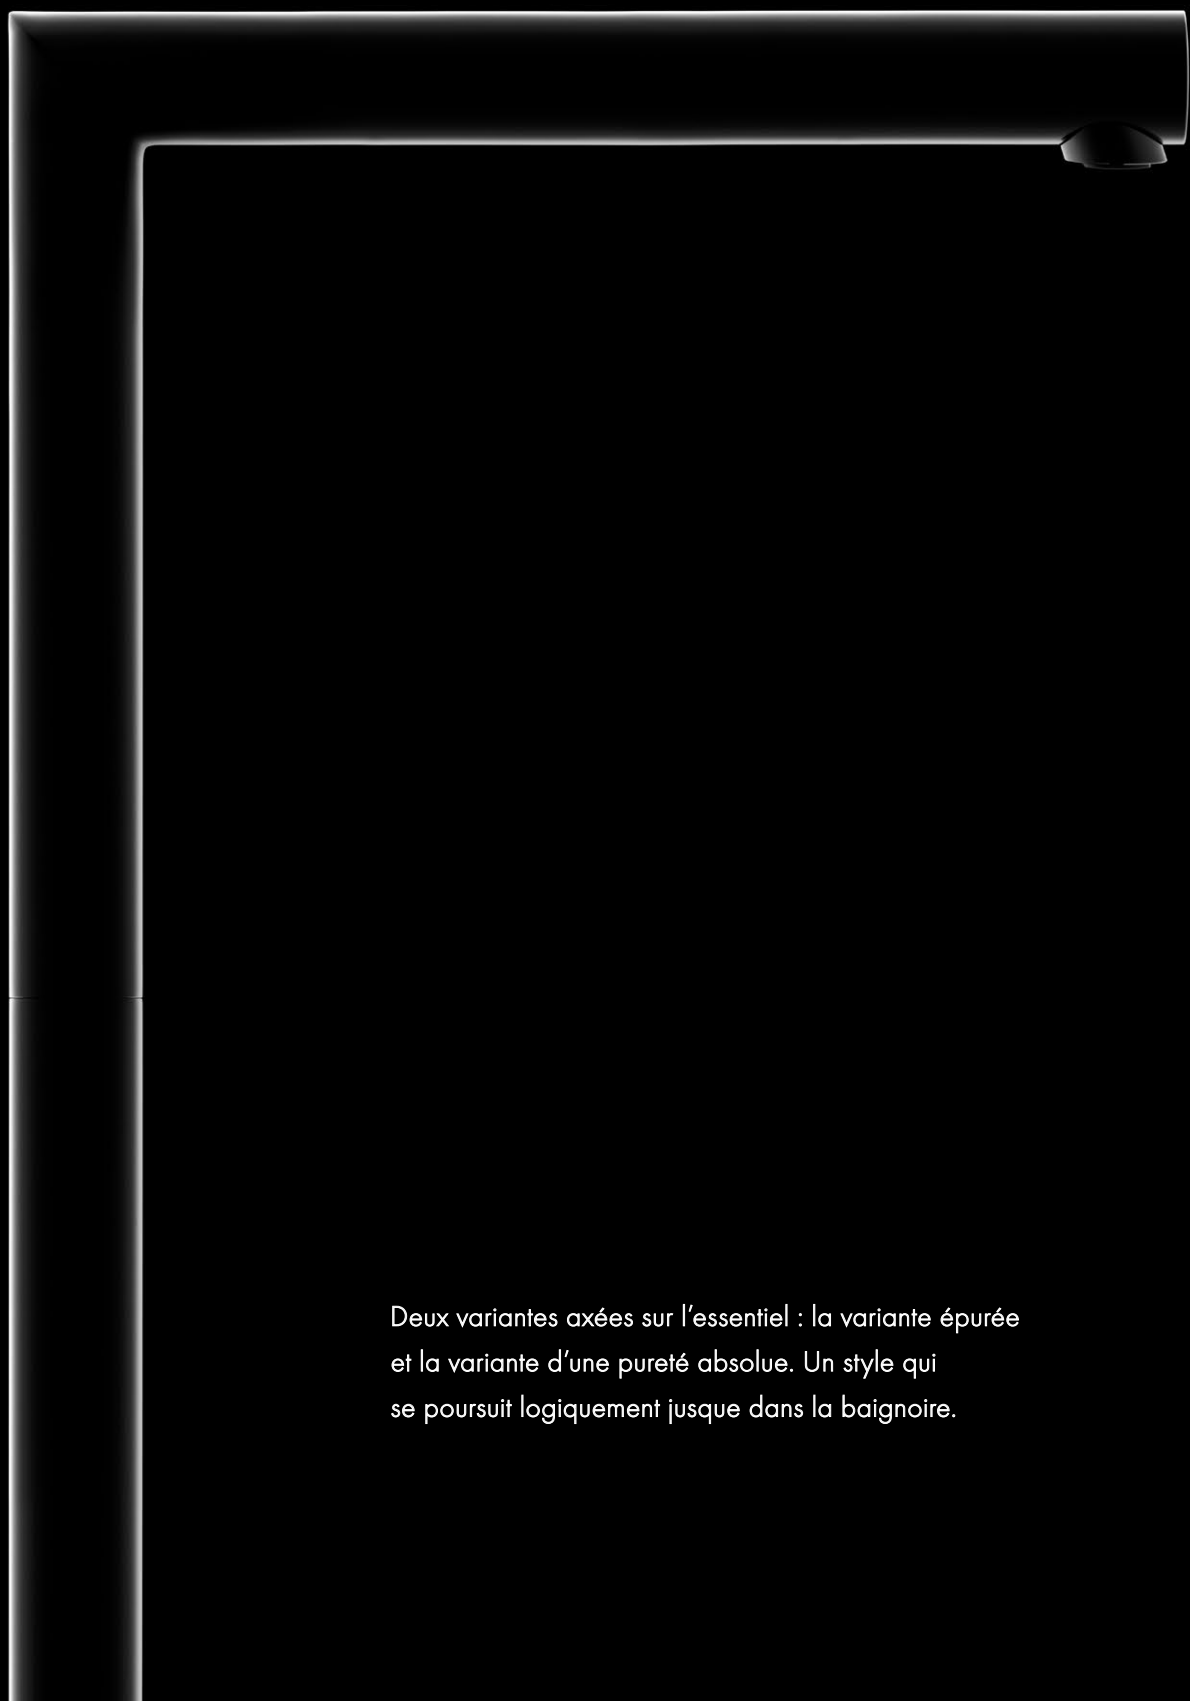 Deux variantes axées sur l’essentiel : la variante épurée
et la variante d’une pureté absolue. Un style qui
se poursuit logiquement jusque dans la baignoire.